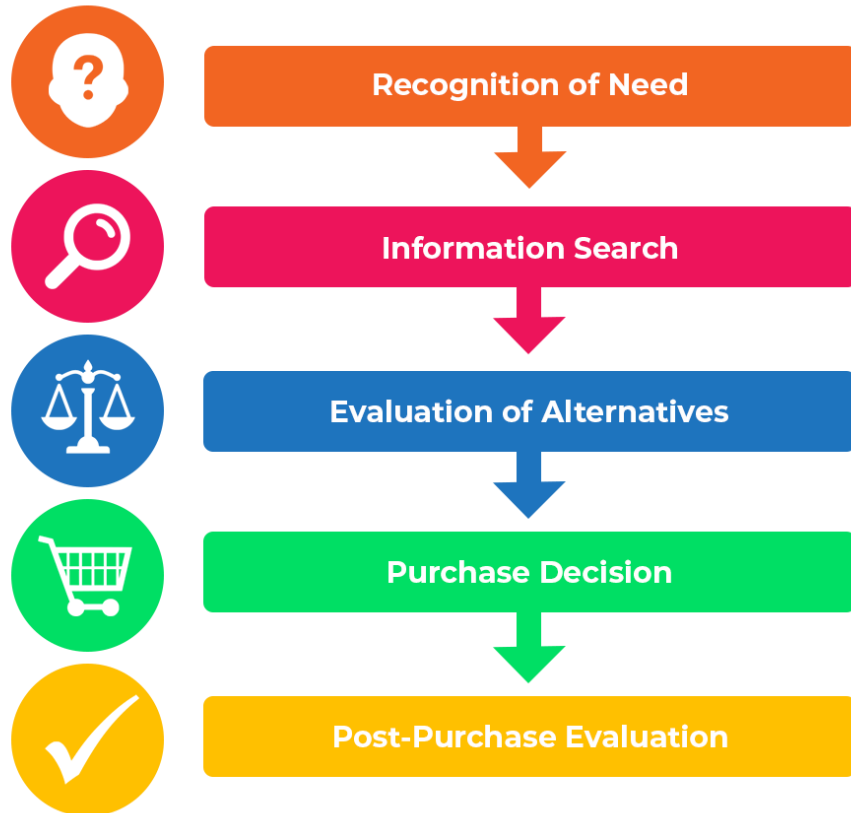 ?
Recognition of Need
Information Search
Evaluation of Alternatives
Purchase Decision
Post-Purchase Evaluation